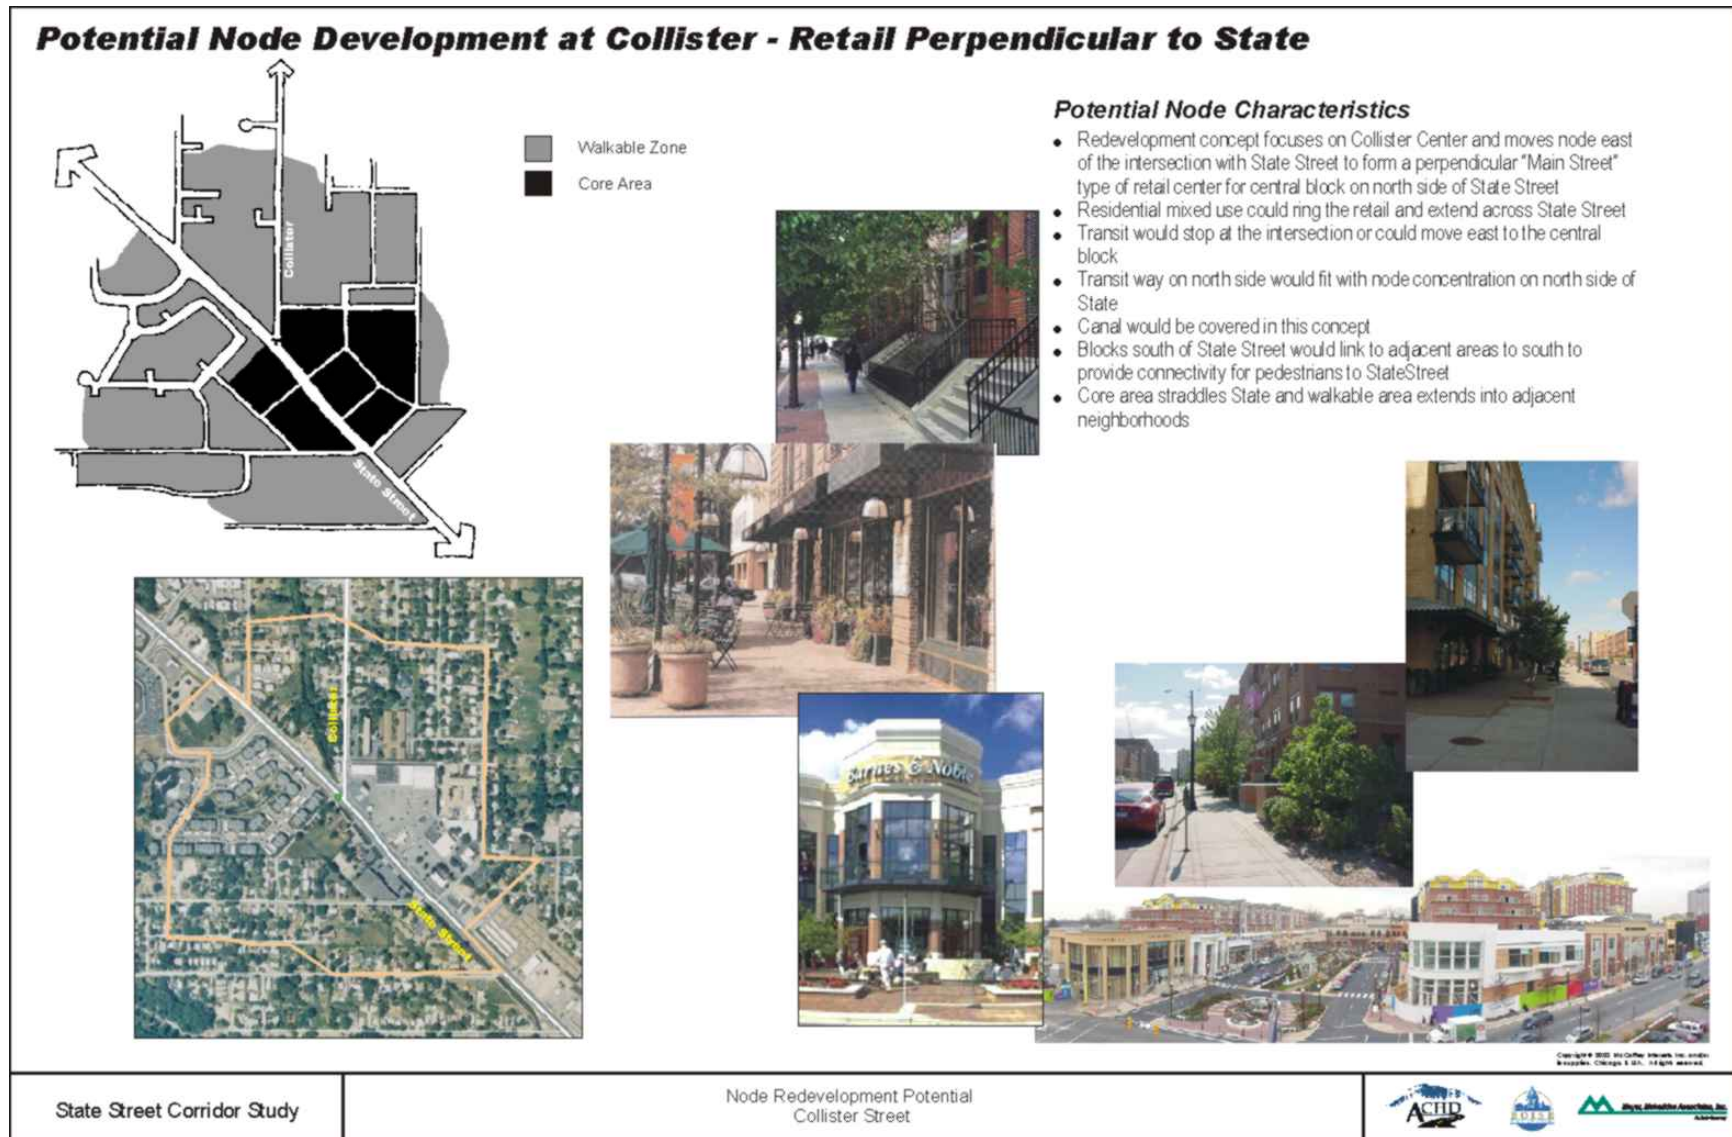 Potential Node Development at Collister - Retail Perpendicular to State
Collister
State Street
Walkable Zone
Core Area
Potential Node Characteristics
• Redevelopment concept focuses on Collister Center and moves node east
of the intersection with State Street to form a perpendicular "Main Street"
type of retail center for central block on north side of State Street
• Residential mixed use could ring the retail and extend across State Street
• Transit would stop at the intersection or could move east to the central
block
• Transit way on north side would fit with node concentration on north side of
State
• Canal would be covered in this concept
• Blocks south of State Street would link to adjacent areas to south to
provide connectivity for pedestrians to StateStreet
• Core area straddles State and walkable area extends into adjacent
neighborhoods
Collister
State Street
Barnes & Noble
State Street Corridor Study
Node Redevelopment Potential
Collister Street
ACHD
BOISE